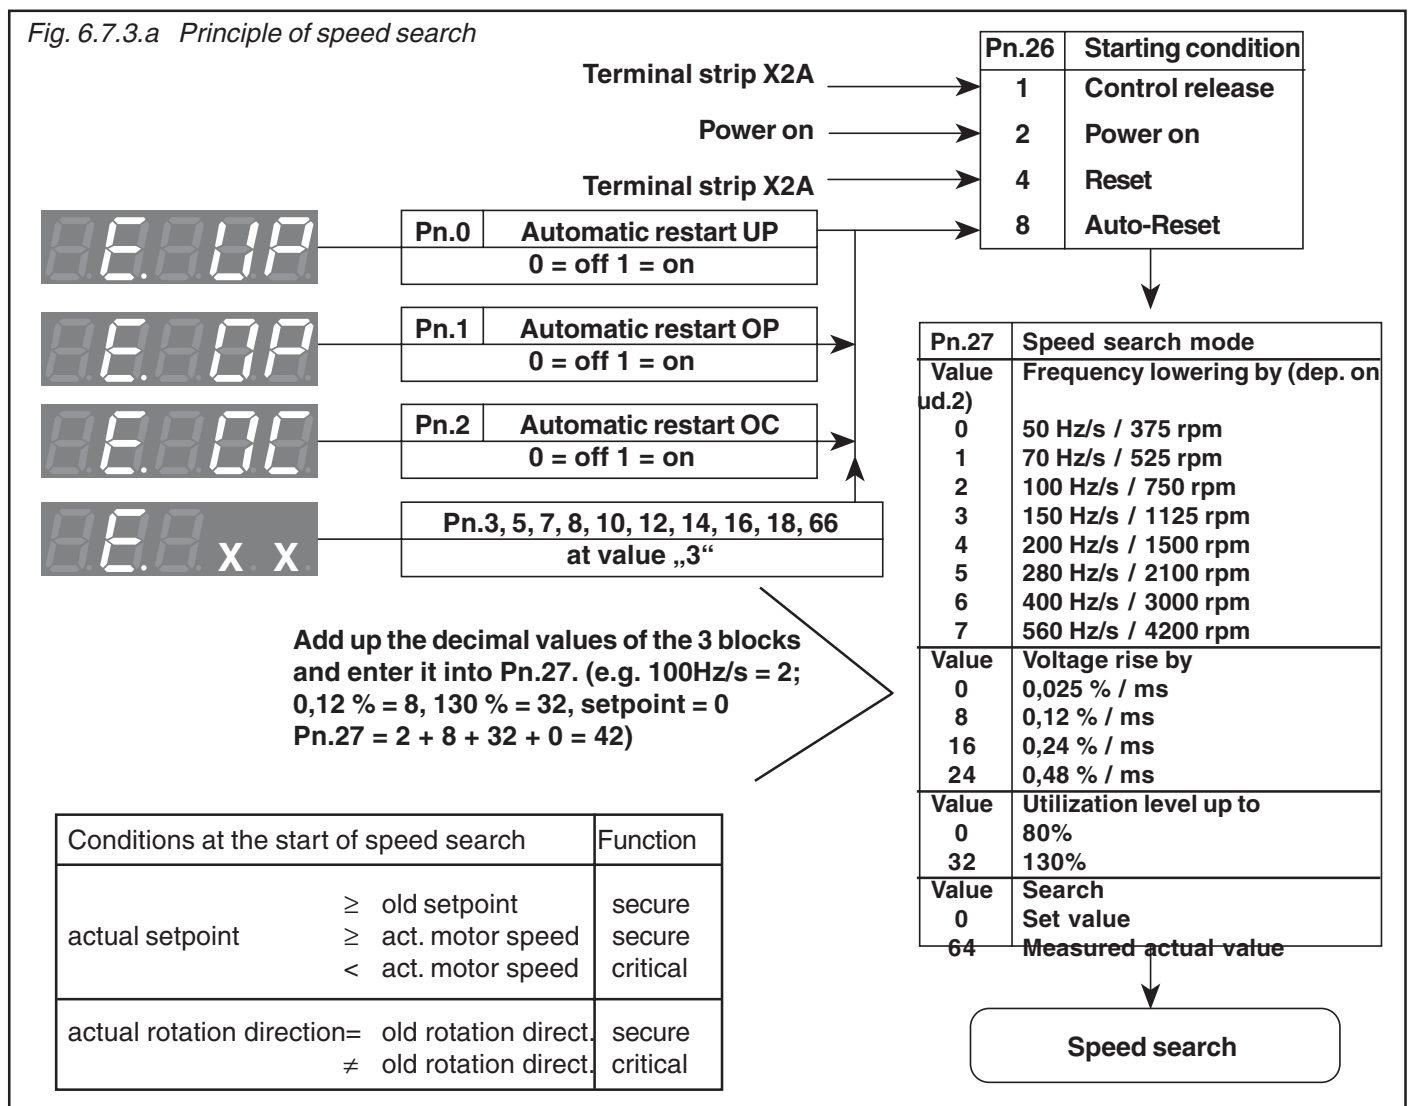 Fig. 6.7.3.a Principle of speed search
Terminal strip X2A
Power on
Terminal strip X2A
Pn.26 Starting condition
1 Control release
2 Power on
4 Reset
8 Auto-Reset
E. UP
Pn.0 Automatic restart UP
0 = off 1 = on
E. OP
Pn.1 Automatic restart OP
0 = off 1 = on
E. OC
Pn.2 Automatic restart OC
0 = off 1 = on
E. X X
Pn.3, 5, 7, 8, 10, 12, 14, 16, 18, 66
at value „3“
Add up the decimal values of the 3 blocks
and enter it into Pn.27. (e.g. 100Hz/s = 2;
0,12 % = 8, 130 % = 32, setpoint = 0
Pn.27 = 2 + 8 + 32 + 0 = 42)
Pn.27 Speed search mode
Value Frequency lowering by (dep. on
ud.2)
0 50 Hz/s / 375 rpm
1 70 Hz/s / 525 rpm
2 100 Hz/s / 750 rpm
3 150 Hz/s / 1125 rpm
4 200 Hz/s / 1500 rpm
5 280 Hz/s / 2100 rpm
6 400 Hz/s / 3000 rpm
7 560 Hz/s / 4200 rpm
Value Voltage rise by
0 0,025 % / ms
8 0,12 % / ms
16 0,24 % / ms
24 0,48 % / ms
Value Utilization level up to
0 80%
32 130%
Value Search
0 Set value
64 Measured actual value
Speed search
Conditions at the start of speed search Function
≥ old setpoint secure
actual setpoint ≥ act. motor speed secure
< act. motor speed critical
actual rotation direction= old rotation direct. secure
≠ old rotation direct. critical